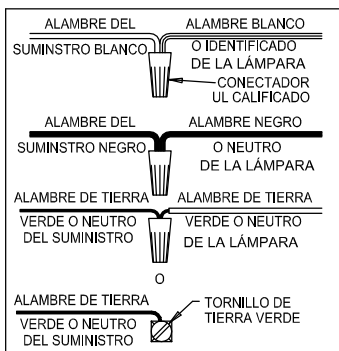 ALAMBRE DEL
SUMINSTRO BLANCO
ALAMBRE BLANCO
O IDENTIFICADO
DE LA LÁMPARA
CONECTADOR
UL CALIFICADO
ALAMBRE DEL
SUMINSTRO NEGRO
ALAMBRE NEGRO
O NEUTRO
DE LA LÁMPARA
ALAMBRE DE TIERRA
VERDE O NEUTRO
DEL SUMINISTRO
ALAMBRE DE TIERRA
VERDE O NEUTRO
DE LA LÁMPARA
O
ALAMBRE DE TIERRA
VERDE O NEUTRO
DEL SUMINISTRO
TORNILLO DE
TIERRA VERDE